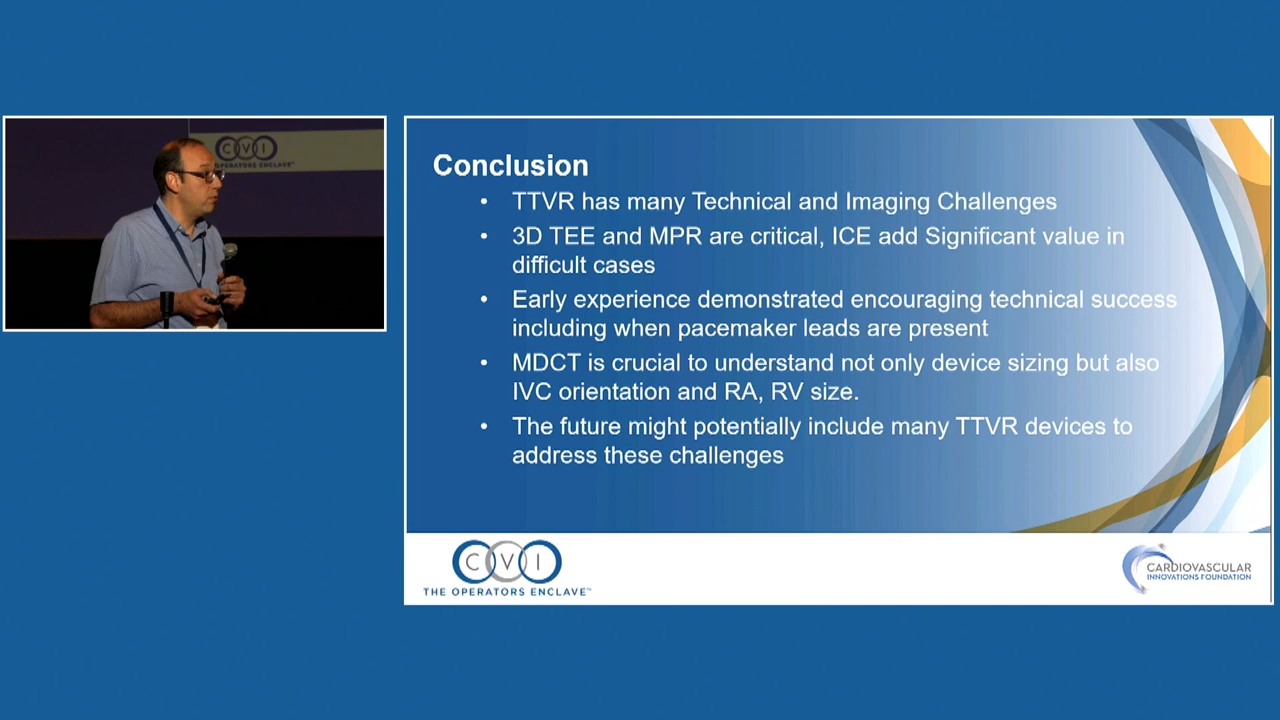 CVI
OPERATORS ENCLAVE™
Conclusion
• TTVR has many Technical and Imaging Challenges
• 3D TEE and MPR are critical, ICE add Significant value in
difficult cases
• Early experience demonstrated encouraging technical success
including when pacemaker leads are present
• MDCT is crucial to understand not only device sizing but also
IVC orientation and RA, RV size.
• The future might potentially include many TTVR devices to
address these challenges
CVI
THE OPERATORS ENCLAVE™
CARDIOVASCULAR
INNOVATIONS FOUNDATION